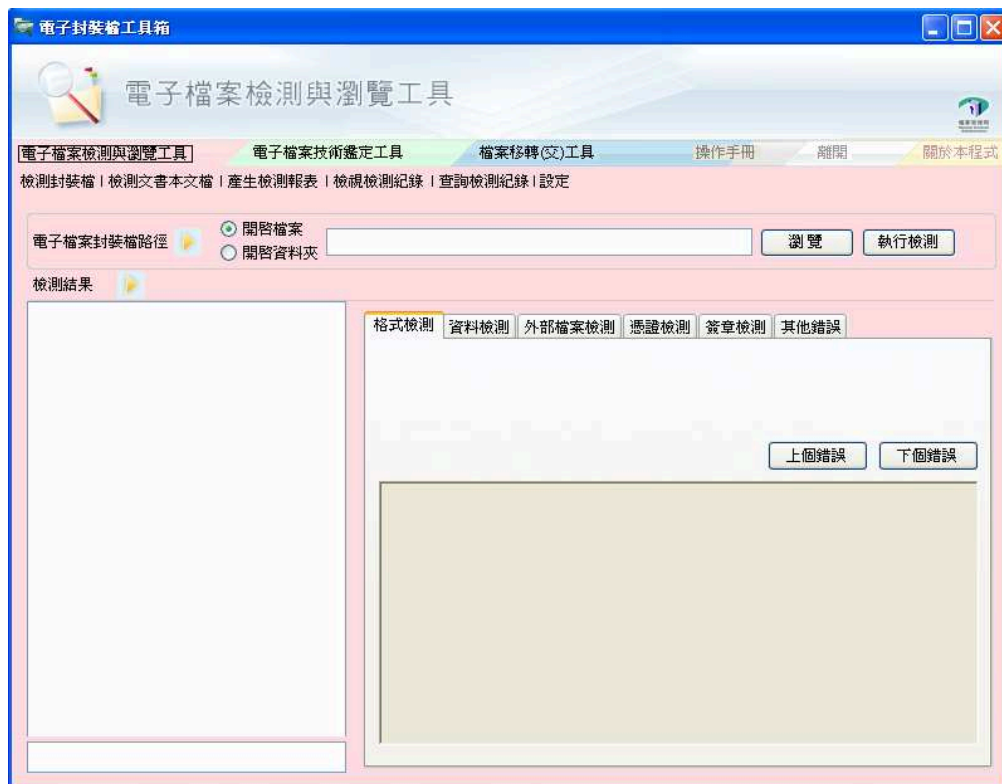 電子封裝檔工具箱
電子檔案檢測與瀏覽工具
電子檔案檢測與瀏覽工具 電子檔案技術鑑定工具 檔案移轉(交)工具 操作手冊 離開 關於本程式
檢測封裝檔 | 檢測文書本文檔 | 產生檢測報表 | 檢視檢測紀錄 | 查詢檢測紀錄 | 設定
電子檔案封裝檔路徑 開啓檔案 瀏覽 執行檢測
開啓資料夾
檢測結果
格式檢測 資料檢測 外部檔案檢測 憑證檢測 簽章檢測 其他錯誤
上個錯誤 下個錯誤